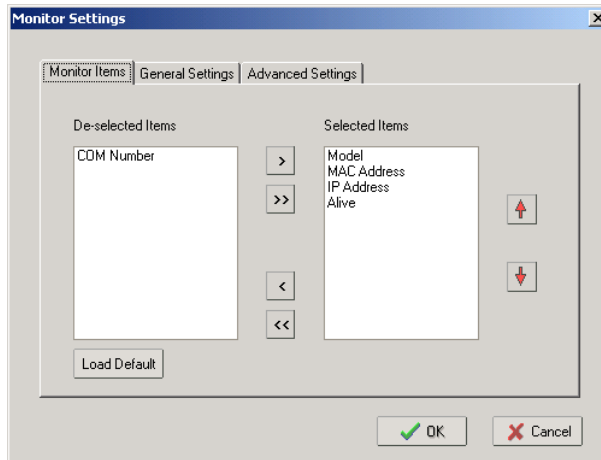 Monitor Settings
Monitor Items
General Settings
Advanced Settings
De-selected Items
Selected Items
COM Number
Model
MAC Address
IP Address
Alive
>
>>
<
<<
Load Default
OK
Cancel